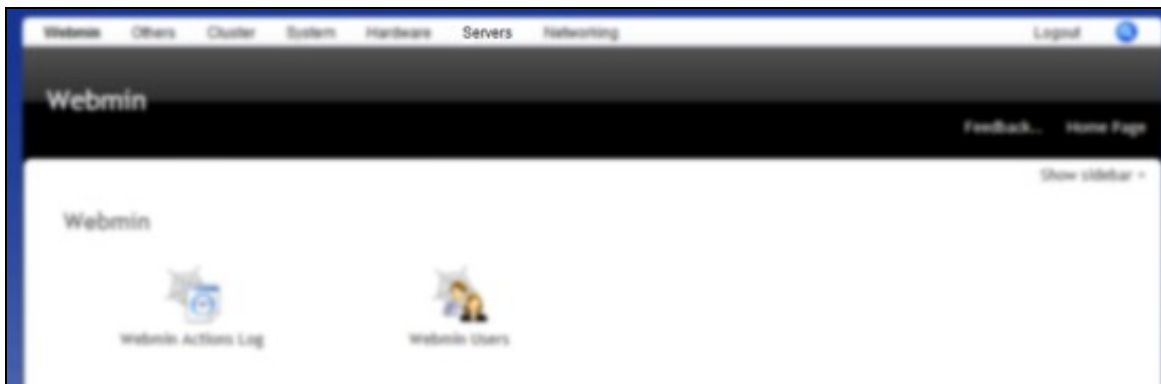 Webmin Others Cluster System Hardware Servers Networking Logout
Webmin
Feedback... Home Page
Show sidebar
Webmin
Webmin Actions Log Webmin Users